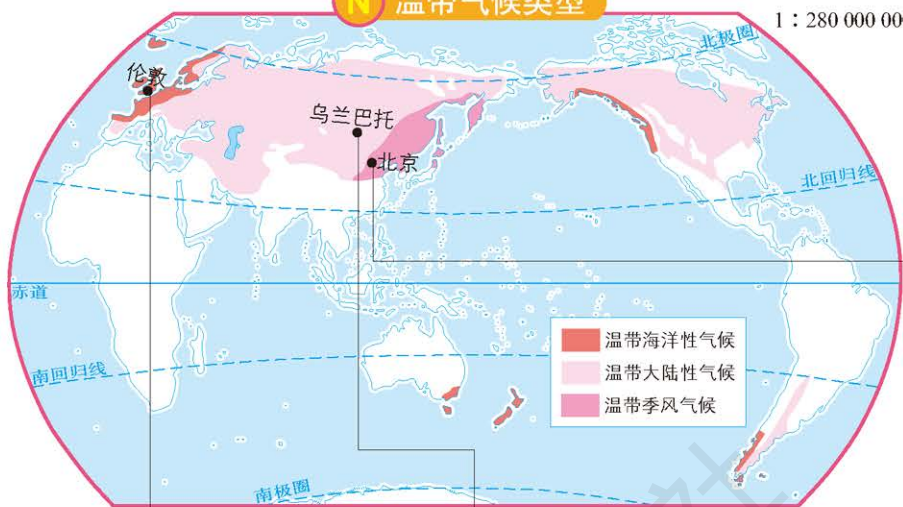 N 温带气候类型
1∶280 000 00
北极圈
伦敦
乌兰巴托
北京
北回归线
赤道
温带海洋性气候
温带大陆性气候
温带季风气候
南回归线
南极圈